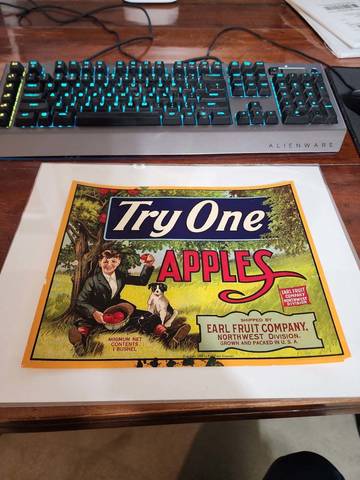 ALIENWARE
Try One
APPLES
EARL FRUIT
COMPANY
NORTHWEST
DIVISION
MINIMUM NET
CONTENTS
1 BUSHEL
SHIPPED BY
EARL FRUIT COMPANY.
NORTHWEST DIVISION.
GROWN AND PACKED IN U.S.A.